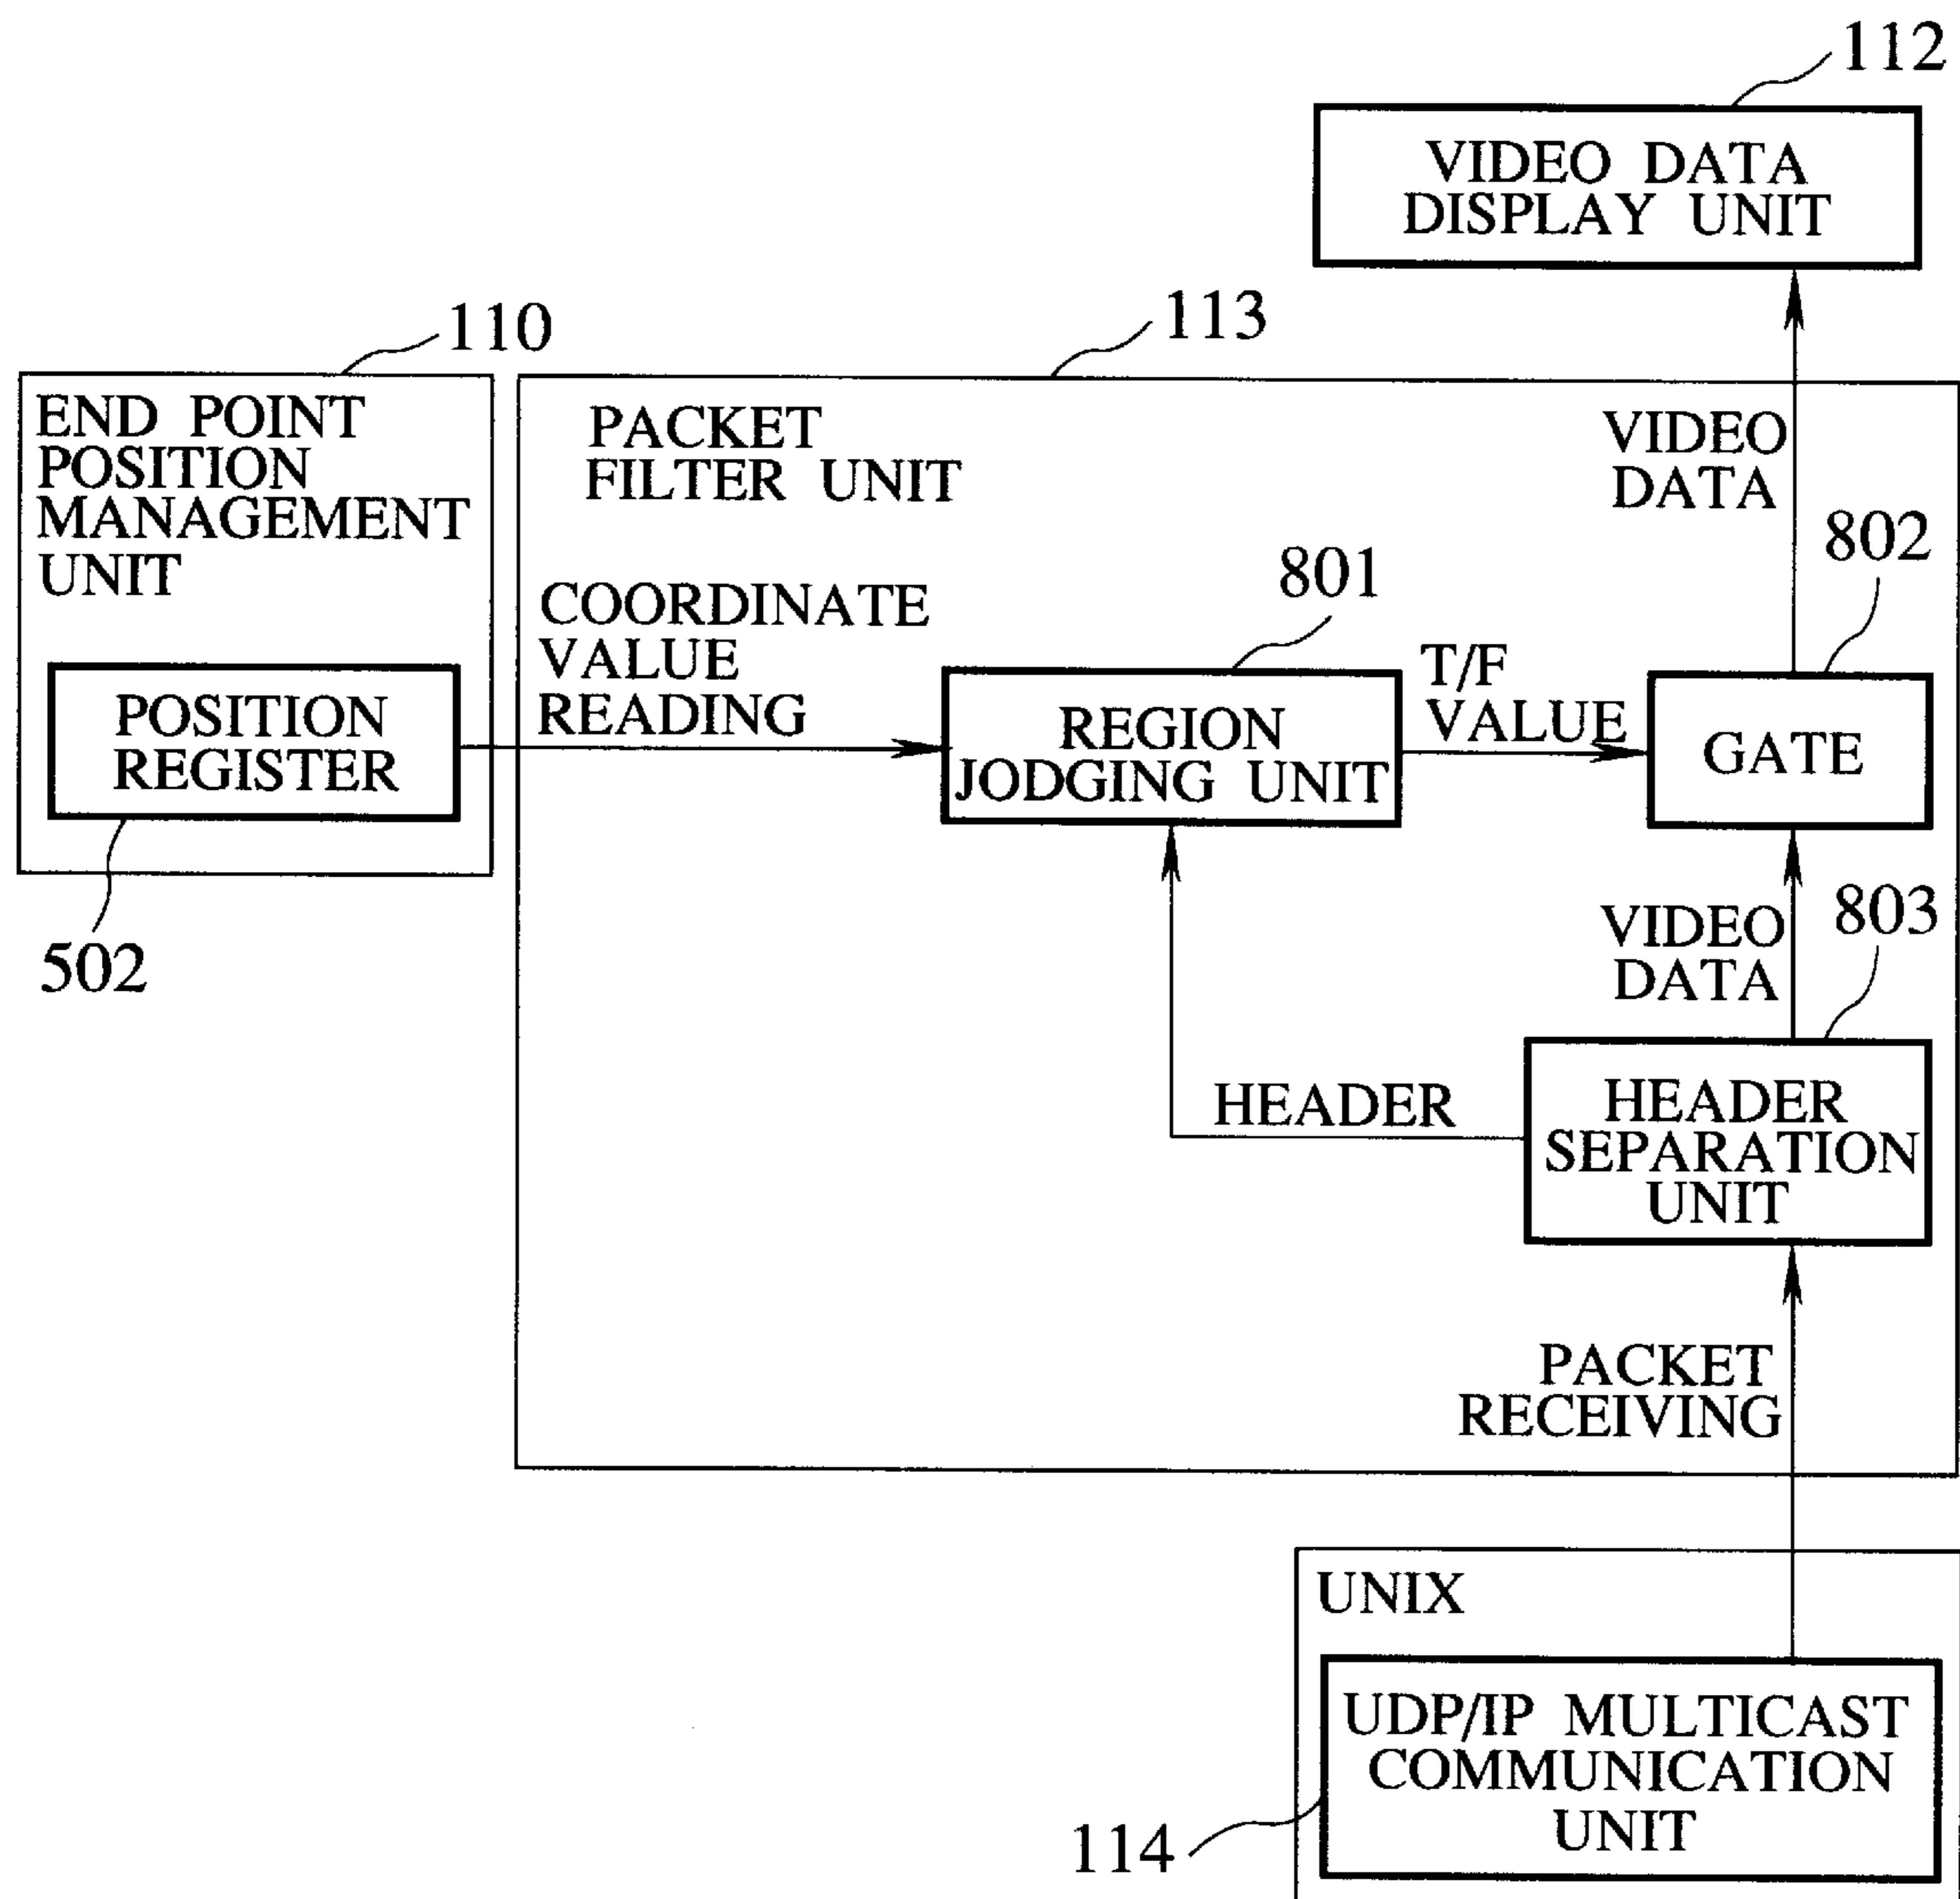 112
VIDEO DATA
DISPLAY UNIT
110
113
END POINT
POSITION
MANAGEMENT
UNIT
PACKET
FILTER UNIT
VIDEO
DATA
802
801
COORDINATE
VALUE
READING
T/F
VALUE
POSITION
REGISTER
REGION
JODGING UNIT
GATE
502
VIDEO
DATA
803
HEADER
HEADER
SEPARATION
UNIT
PACKET
RECEIVING
UNIX
UDP/IP MULTICAST
COMMUNICATION
UNIT
114